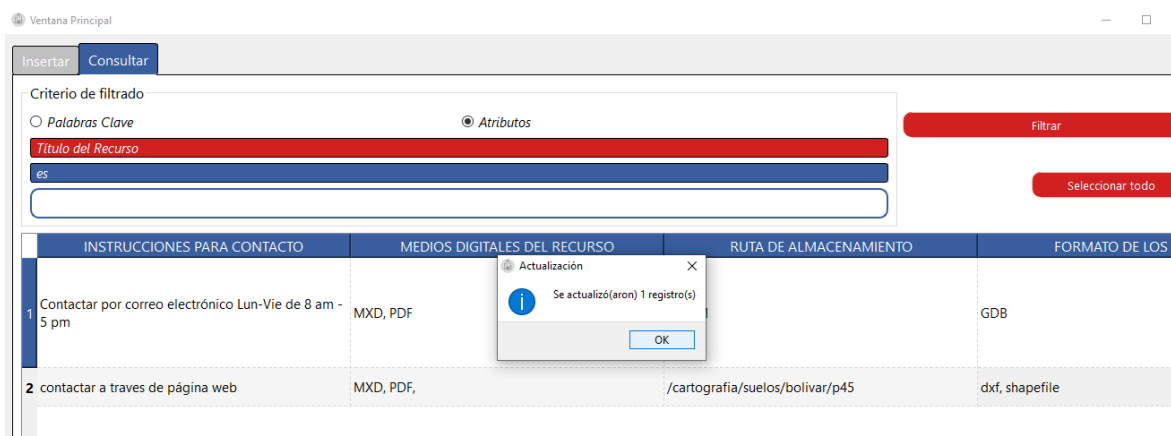 Ventana Principal
Insertar Consultar
Criterio de filtrado
Palabras Clave Atributos
Filtrar
Título del Recurso
es
Seleccionar todo
INSTRUCCIONES PARA CONTACTO MEDIOS DIGITALES DEL RECURSO RUTA DE ALMACENAMIENTO FORMATO DE LOS
Actualización
Se actualizó(aron) 1 registro(s)
OK
1 Contactar por correo electrónico Lun-Vie de 8 am -
5 pm
MXD, PDF
GDB
2 contactar a traves de página web MXD, PDF, /cartografia/suelos/bolivar/p45 dxf, shapefile